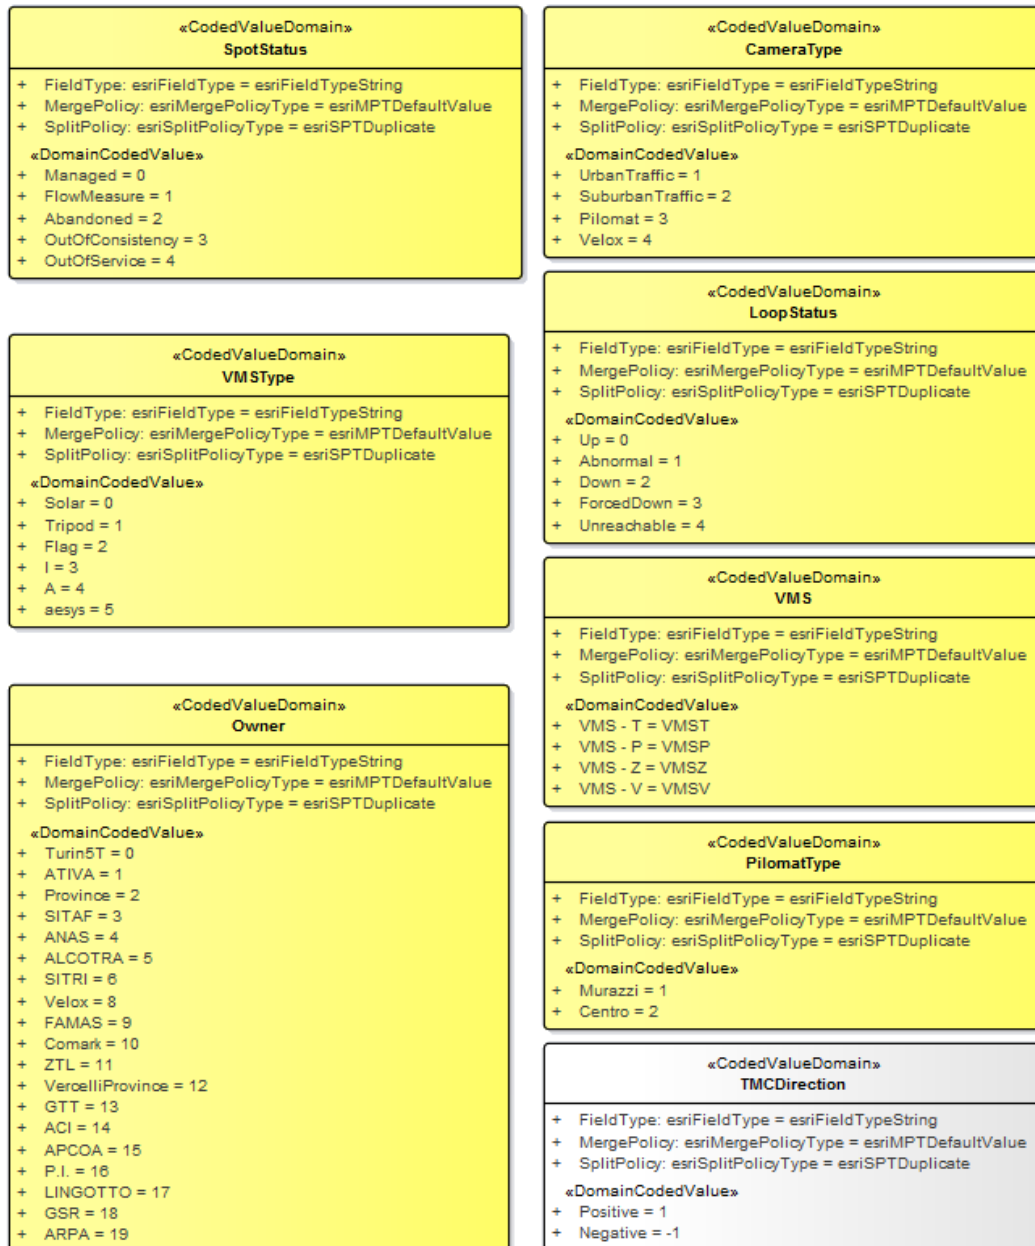 «CodedValueDomain»
SpotStatus
+ FieldType: esriFieldType = esriFieldTypeString
+ MergePolicy: esriMergePolicyType = esriMPTDefaultValue
+ SplitPolicy: esriSplitPolicyType = esriSPTDuplicate
«DomainCodedValue»
+ Managed = 0
+ FlowMeasure = 1
+ Abandoned = 2
+ OutOfConsistency = 3
+ OutOfService = 4
«CodedValueDomain»
VMSType
+ FieldType: esriFieldType = esriFieldTypeString
+ MergePolicy: esriMergePolicyType = esriMPTDefaultValue
+ SplitPolicy: esriSplitPolicyType = esriSPTDuplicate
«DomainCodedValue»
+ Solar = 0
+ Tripod = 1
+ Flag = 2
+ I = 3
+ A = 4
+ aesys = 5
«CodedValueDomain»
Owner
+ FieldType: esriFieldType = esriFieldTypeString
+ MergePolicy: esriMergePolicyType = esriMPTDefaultValue
+ SplitPolicy: esriSplitPolicyType = esriSPTDuplicate
«DomainCodedValue»
+ Turin5T = 0
+ ATIVA = 1
+ Province = 2
+ SITAF = 3
+ ANAS = 4
+ ALCOTRA = 5
+ SITRI = 6
+ Velox = 8
+ FAMAS = 9
+ Comark = 10
+ ZTL = 11
+ VercelliProvince = 12
+ GTT = 13
+ ACI = 14
+ APCOA = 15
+ P.I. = 16
+ LINGOTTO = 17
+ GSR = 18
+ ARPA = 19
«CodedValueDomain»
CameraType
+ FieldType: esriFieldType = esriFieldTypeString
+ MergePolicy: esriMergePolicyType = esriMPTDefaultValue
+ SplitPolicy: esriSplitPolicyType = esriSPTDuplicate
«DomainCodedValue»
+ UrbanTraffic = 1
+ SuburbanTraffic = 2
+ Pilomat = 3
+ Velox = 4
«CodedValueDomain»
LoopStatus
+ FieldType: esriFieldType = esriFieldTypeString
+ MergePolicy: esriMergePolicyType = esriMPTDefaultValue
+ SplitPolicy: esriSplitPolicyType = esriSPTDuplicate
«DomainCodedValue»
+ Up = 0
+ Abnormal = 1
+ Down = 2
+ ForcedDown = 3
+ Unreachable = 4
«CodedValueDomain»
VMS
+ FieldType: esriFieldType = esriFieldTypeString
+ MergePolicy: esriMergePolicyType = esriMPTDefaultValue
+ SplitPolicy: esriSplitPolicyType = esriSPTDuplicate
«DomainCodedValue»
+ VMS - T = VMST
+ VMS - P = VMSP
+ VMS - Z = VMSZ
+ VMS - V = VMSV
«CodedValueDomain»
PilomatType
+ FieldType: esriFieldType = esriFieldTypeString
+ MergePolicy: esriMergePolicyType = esriMPTDefaultValue
+ SplitPolicy: esriSplitPolicyType = esriSPTDuplicate
«DomainCodedValue»
+ Murazzi = 1
+ Centro = 2
«CodedValueDomain»
TMCDirection
+ FieldType: esriFieldType = esriFieldTypeString
+ MergePolicy: esriMergePolicyType = esriMPTDefaultValue
+ SplitPolicy: esriSplitPolicyType = esriSPTDuplicate
«DomainCodedValue»
+ Positive = 1
+ Negative = -1